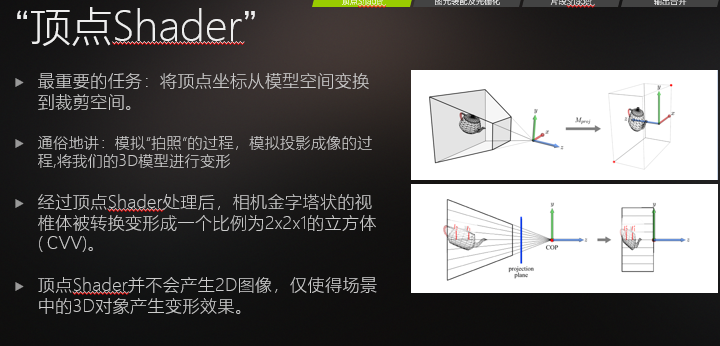 顶点Shader
图元装配及光栅化
片段Shader
输出合并
“顶点Shader”
最重要的任务：将顶点坐标从模型空间变换
到裁剪空间。
通俗地讲：模拟“拍照”的过程，模拟投影成像的过
程,将我们的3D模型进行变形
经过顶点Shader处理后，相机金字塔状的视
椎体被转换变形成一个比例为2x2x1的立方体
( CVV)。
顶点Shader并不会产生2D图像，仅使得场景
中的3D对象产生变形效果。
y
x
z
Mproj
y
x
z
y
z
COP
projection
plane
y
z